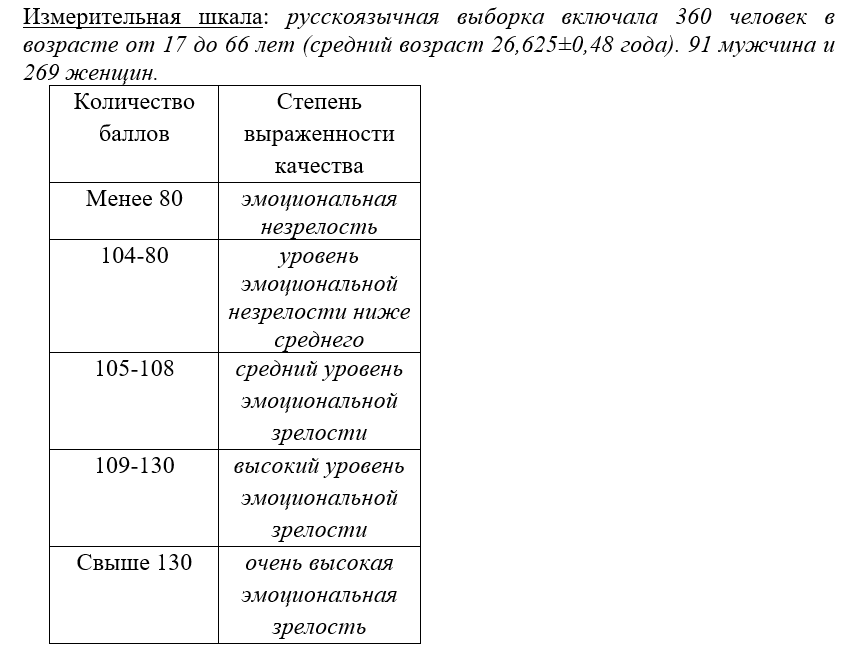 Измерительная шкала: русскоязычная выборка включала 360 человек в
возрасте от 17 до 66 лет (средний возраст 26,625±0,48 года). 91 мужчина и
269 женщин.
Количество
баллов
Степень
выраженности
качества
Менее 80
эмоциональная
незрелость
104-80
уровень
эмоциональной
незрелости ниже
среднего
105-108
средний уровень
эмоциональной
зрелости
109-130
высокий уровень
эмоциональной
зрелости
Свыше 130
очень высокая
эмоциональная
зрелость